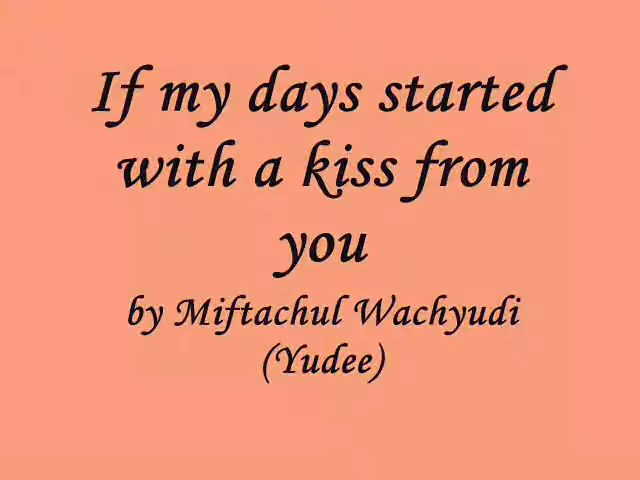 If my days started
with a kiss from
you
by Miftachul Wachyudi
(Yudee)